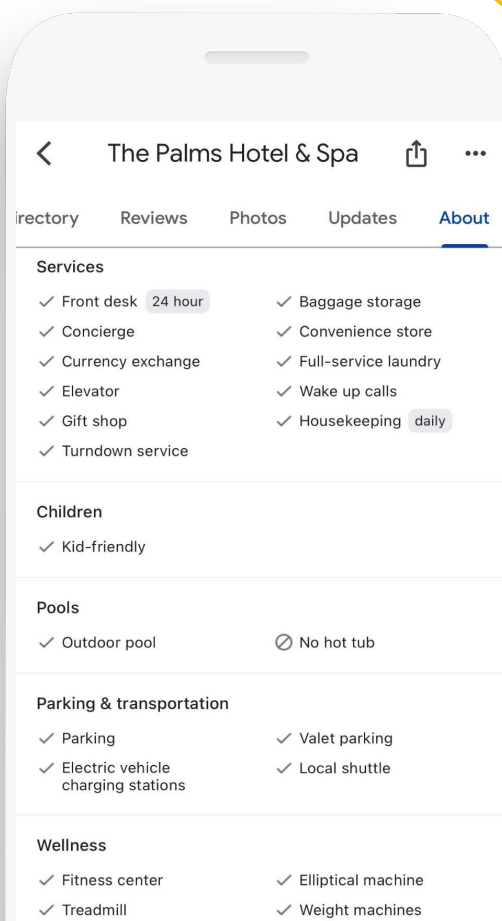 The Palms Hotel & Spa
irectory Reviews Photos Updates About
Services
Front desk 24 hour Baggage storage
Concierge Convenience store
Currency exchange Full-service laundry
Elevator Wake up calls
Gift shop Housekeeping daily
Turndown service
Children
Kid-friendly
Pools
Outdoor pool No hot tub
Parking & transportation
Parking Valet parking
Electric vehicle Local shuttle
charging stations
Wellness
Fitness center Elliptical machine
Treadmill Weight machines